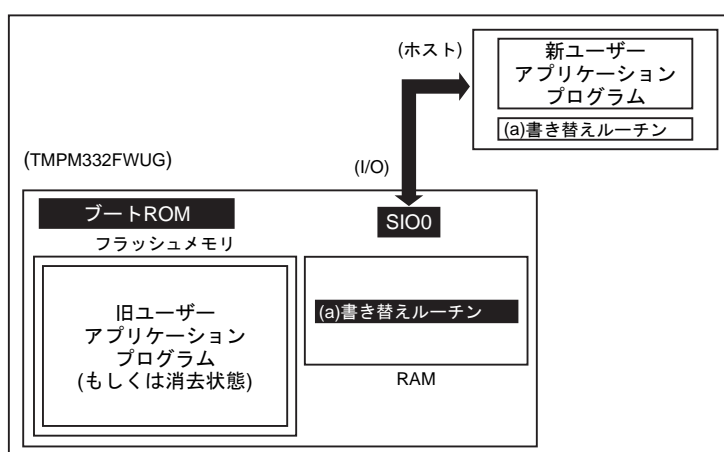 (ホスト)
新ユーザー
アプリケーション
プログラム
(a)書き替えルーチン
(TMPM332FWUG)
(I/O)
ブートROM
SIO0
フラッシュメモリ
旧ユーザー
アプリケーション
プログラム
(もしくは消去状態)
(a)書き替えルーチン
RAM